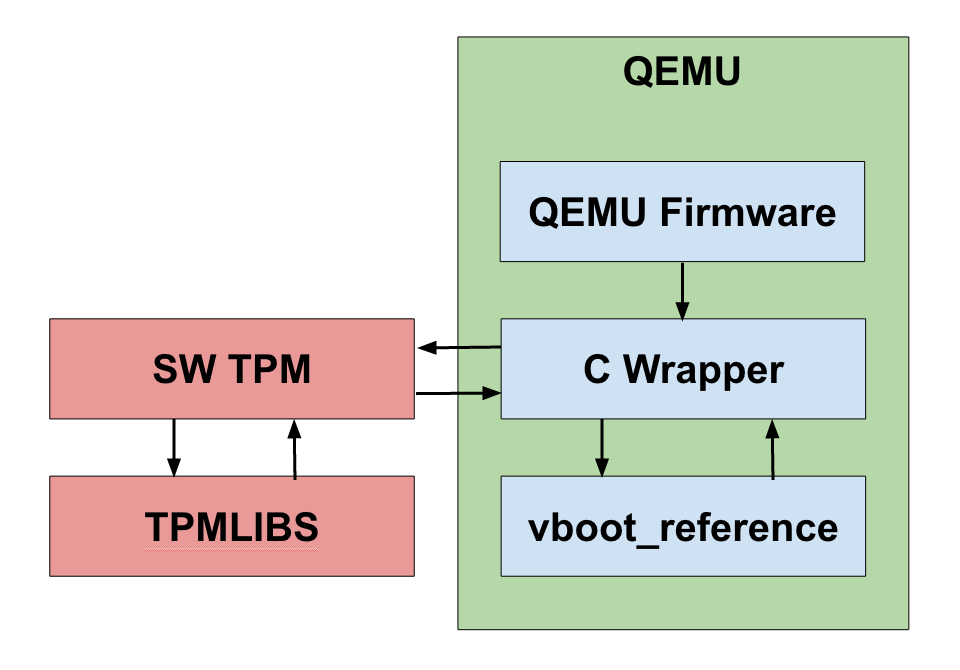 QEMU
QEMU Firmware
SW TPM
C Wrapper
TPMLIBS
vboot_reference